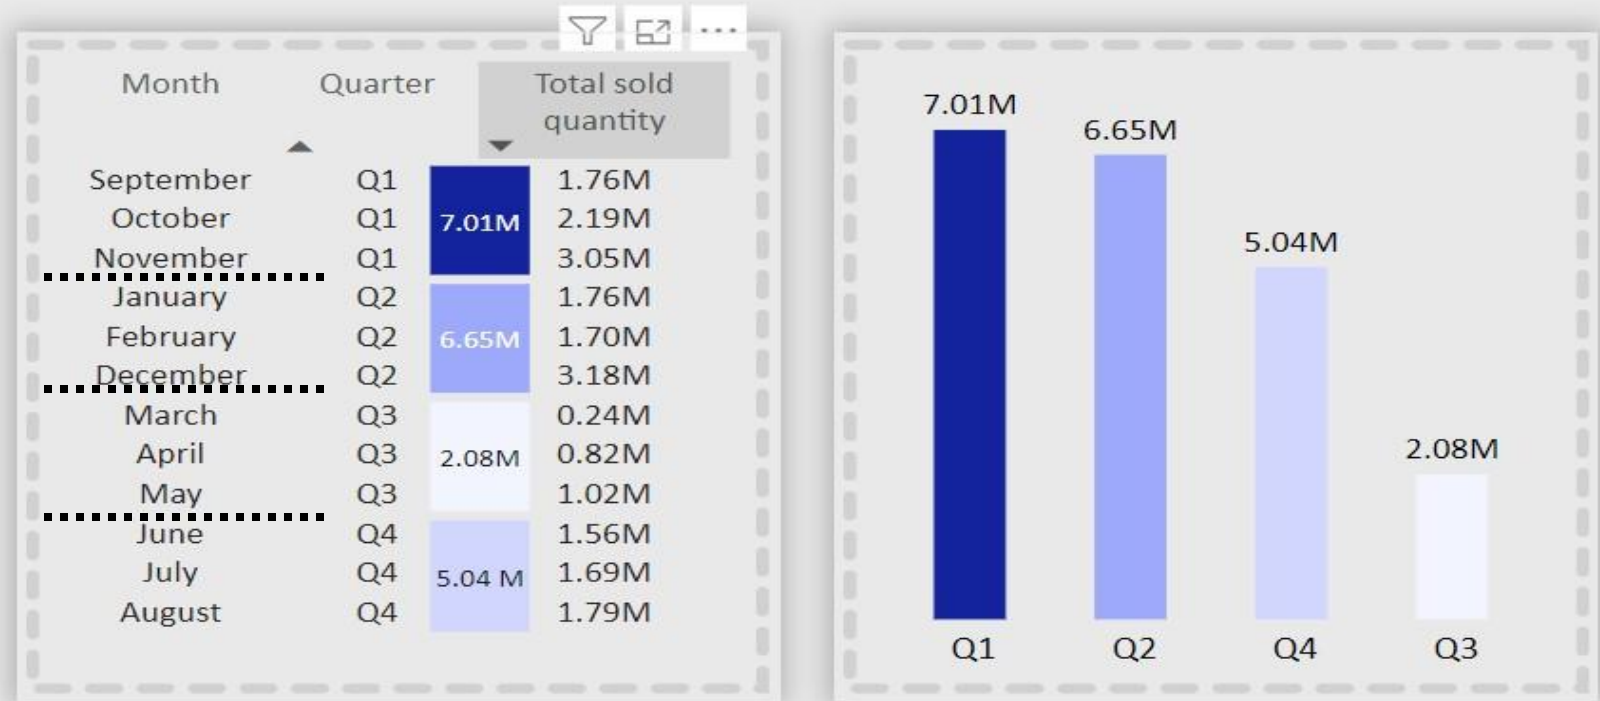 Month Quarter Total sold
quantity
September Q1 1.76M
October Q1 7.01M 2.19M
November Q1 3.05M
January Q2 1.76M
February Q2 6.65M 1.70M
December Q2 3.18M
March Q3 0.24M
April Q3 2.08M 0.82M
May Q3 1.02M
June Q4 1.56M
July Q4 5.04 M 1.69M
August Q4 1.79M
7.01M
6.65M
5.04M
2.08M
Q1 Q2 Q4 Q3